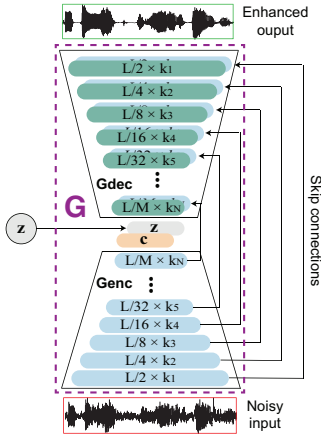 Enhanced
ouput
L/2 × k1
L/4 × k2
L/8 × k3
L/16 × k4
L/32 × k5
Gdec
L/M × kN
G
z
z
c
L/M × kN
Genc
L/32 × k5
L/16 × k4
L/8 × k3
L/4 × k2
L/2 × k1
Skip connections
Noisy
input